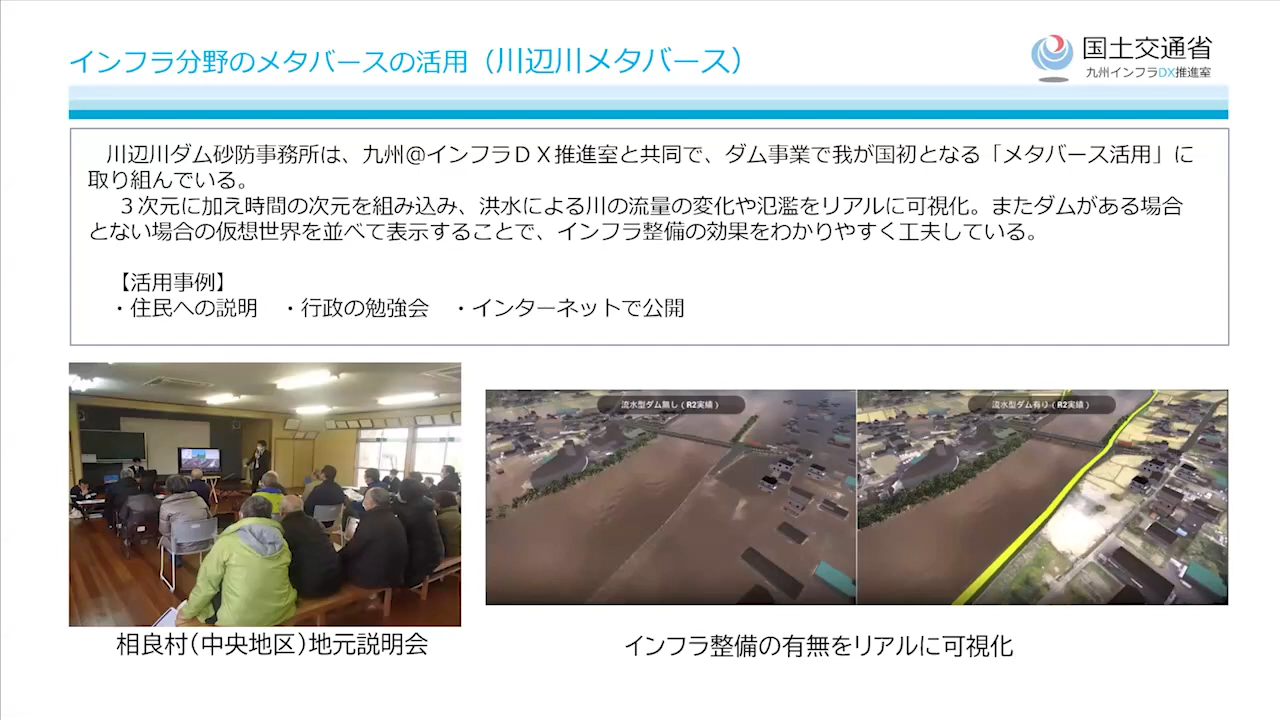 インフラ分野のメタバースの活用（川辺川メタバース）
国土交通省
九州インフラDX推進室
川辺川ダム砂防事務所は、九州@インフラＤＸ推進室と共同で、ダム事業で我が国初となる「メタバース活用」に
取り組んでいる。
３次元に加え時間の次元を組み込み、洪水による川の流量の変化や氾濫をリアルに可視化。またダムがある場合
とない場合の仮想世界を並べて表示することで、インフラ整備の効果をわかりやすく工夫している。
【活用事例】
・住民への説明　・行政の勉強会　・インターネットで公開
流水型ダム無し（R2実績）
流水型ダム有り（R2実績）
相良村（中央地区）地元説明会
インフラ整備の有無をリアルに可視化